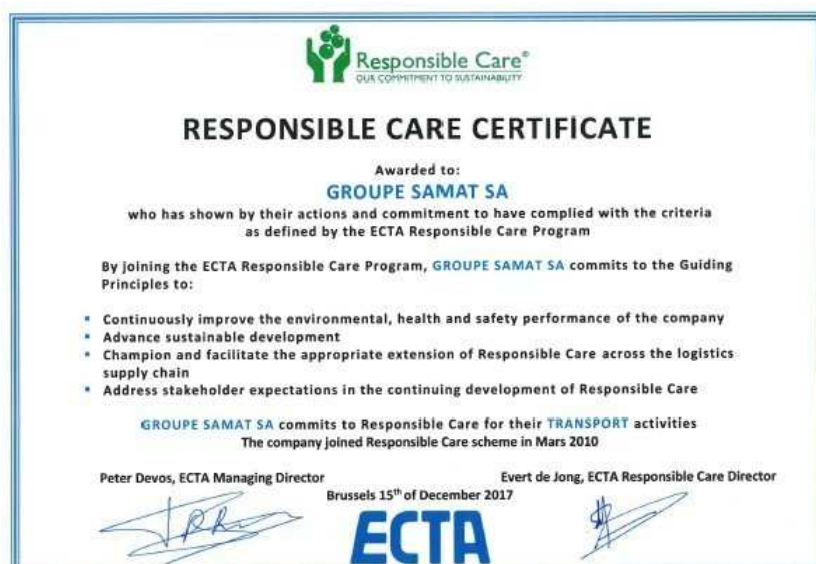 Responsible Care®
OUR COMMITMENT TO SUSTAINABILITY
RESPONSIBLE CARE CERTIFICATE
Awarded to:
GROUPE SAMAT SA
who has shown by their actions and commitment to have complied with the criteria
as defined by the ECTA Responsible Care Program
By joining the ECTA Responsible Care Program, GROUPE SAMAT SA commits to the Guiding
Principles to:
▪ Continuously improve the environmental, health and safety performance of the company
▪ Advance sustainable development
▪ Champion and facilitate the appropriate extension of Responsible Care across the logistics
supply chain
▪ Address stakeholder expectations in the continuing development of Responsible Care
GROUPE SAMAT SA commits to Responsible Care for their TRANSPORT activities
The company joined Responsible Care scheme in Mars 2010
Peter Devos, ECTA Managing Director
Evert de Jong, ECTA Responsible Care Director
Brussels 15th of December 2017
ECTA